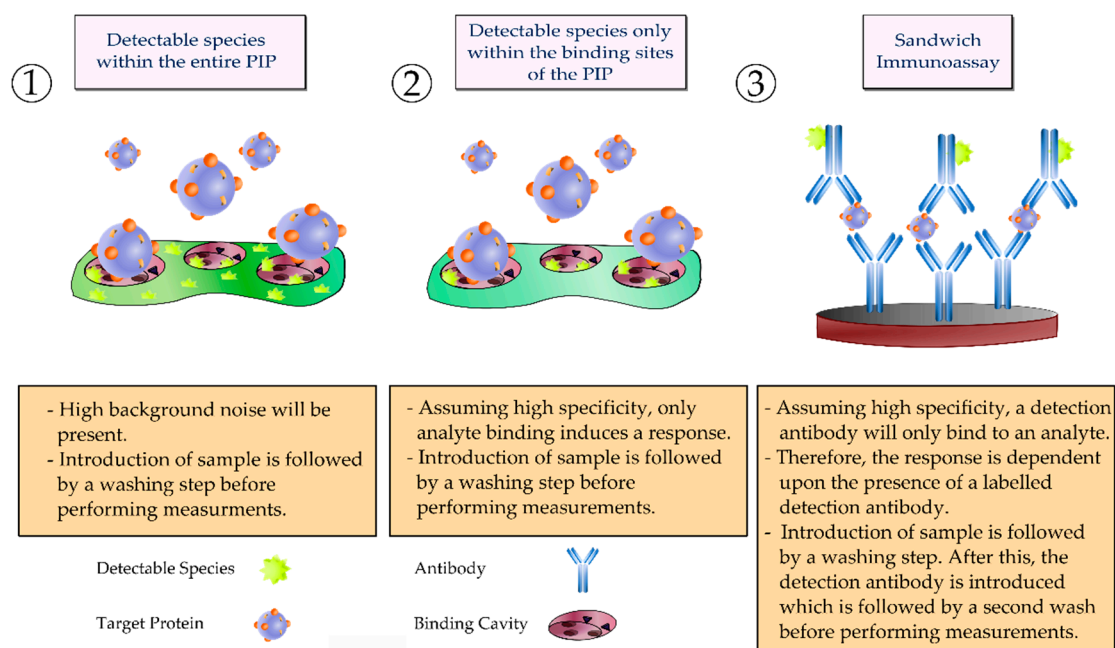 ①
Detectable species
within the entire PIP
②
Detectable species only
within the binding sites
of the PIP
③
Sandwich
Immunoassay
- High background noise will be
present.
- Introduction of sample is followed
by a washing step before
performing measurments.
- Assuming high specificity, only
analyte binding induces a response.
- Introduction of sample is followed
by a washing step before
performing measurements.
- Assuming high specificity, a detection
antibody will only bind to an analyte.
- Therefore, the response is dependent
upon the presence of a labelled
detection antibody.
- Introduction of sample is followed
by a washing step. After this, the
detection antibody is introduced
which is followed by a second wash
before performing measurements.
Detectable Species
Target Protein
Antibody
Binding Cavity